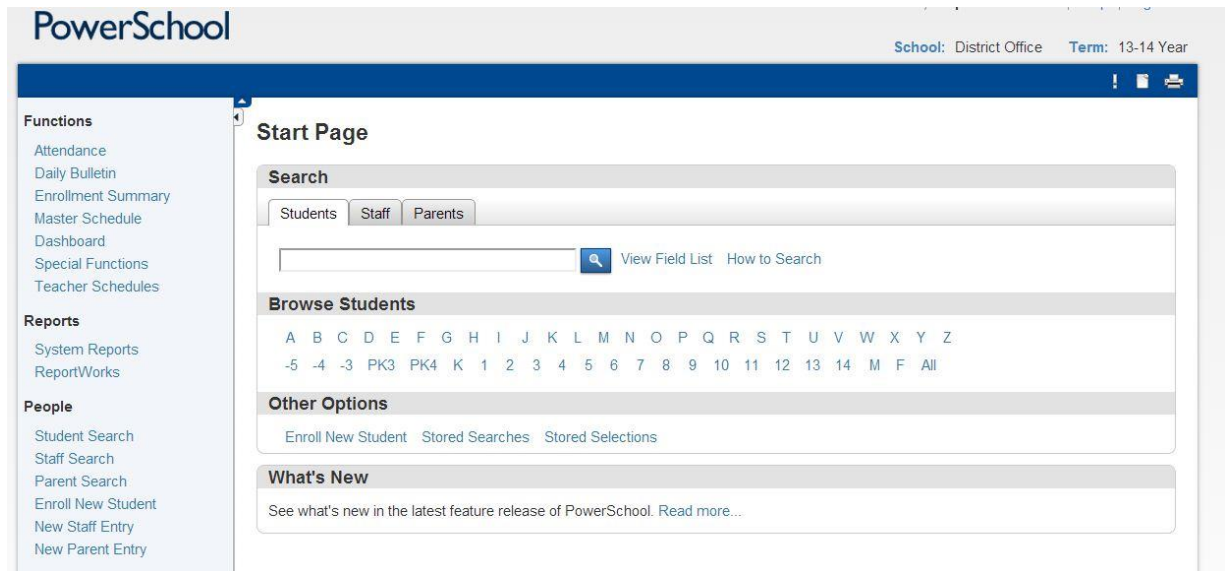 PowerSchool
School: District Office Term: 13-14 Year
Functions
Attendance
Daily Bulletin
Enrollment Summary
Master Schedule
Dashboard
Special Functions
Teacher Schedules
Reports
System Reports
ReportWorks
People
Student Search
Staff Search
Parent Search
Enroll New Student
New Staff Entry
New Parent Entry
Start Page
Search
Students Staff Parents
View Field List How to Search
Browse Students
A B C D E F G H I J K L M N O P Q R S T U V W X Y Z
-5 -4 -3 PK3 PK4 K 1 2 3 4 5 6 7 8 9 10 11 12 13 14 M F All
Other Options
Enroll New Student Stored Searches Stored Selections
What's New
See what's new in the latest feature release of PowerSchool. Read more...